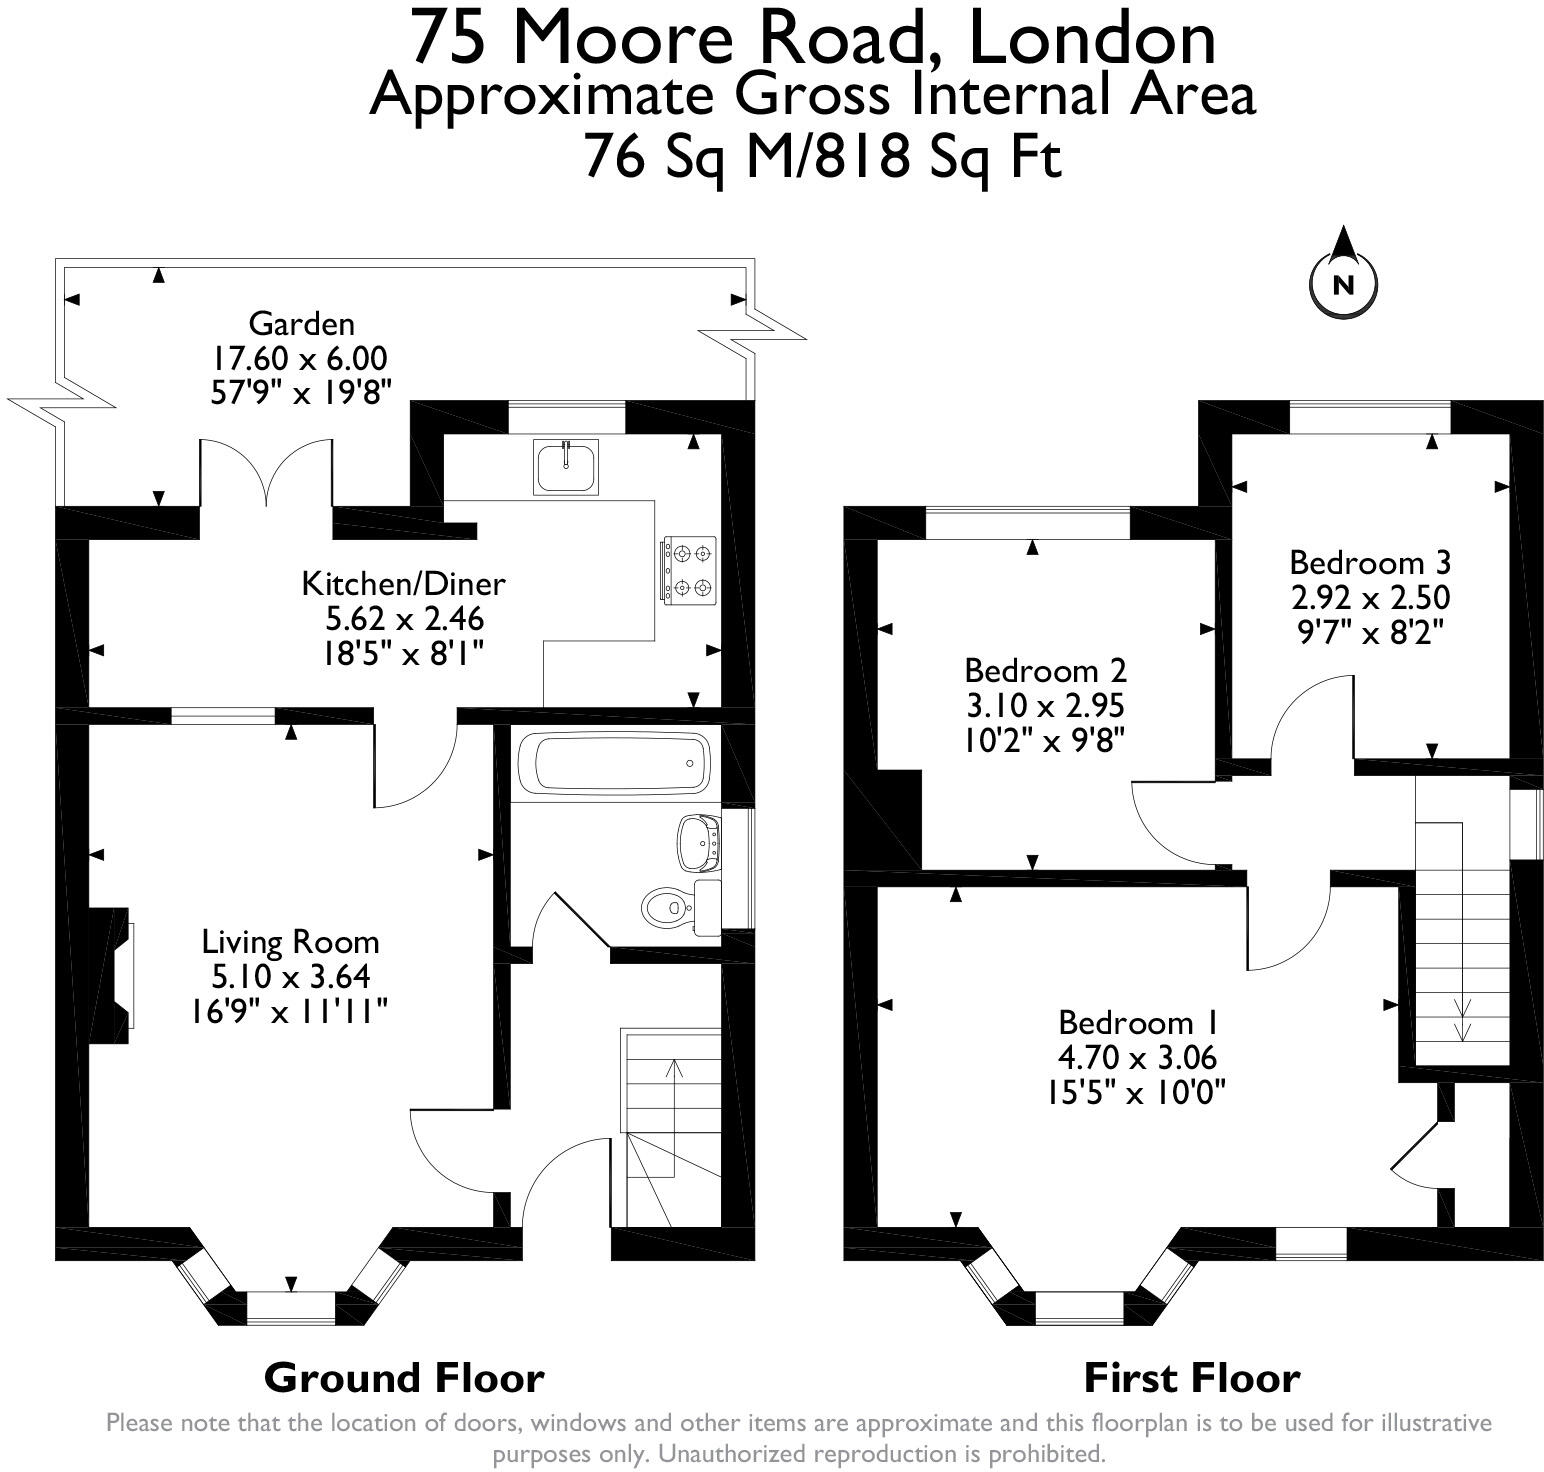 75 Moore Road, London
Approximate Gross Internal Area
76 Sq M/818 Sq Ft
N
Garden
17.60 x 6.00
57'9" x 19'8"
Kitchen/Diner
5.62 x 2.46
18'5" x 8'1"
Living Room
5.10 x 3.64
16'9" x 11'11"
Bedroom 3
2.92 x 2.50
9'7" x 8'2"
Bedroom 2
3.10 x 2.95
10'2" x 9'8"
Bedroom 1
4.70 x 3.06
15'5" x 10'0"
Ground Floor
First Floor
Please note that the location of doors, windows and other items are approximate and this floorplan is to be used for illustrative
purposes only. Unauthorized reproduction is prohibited.